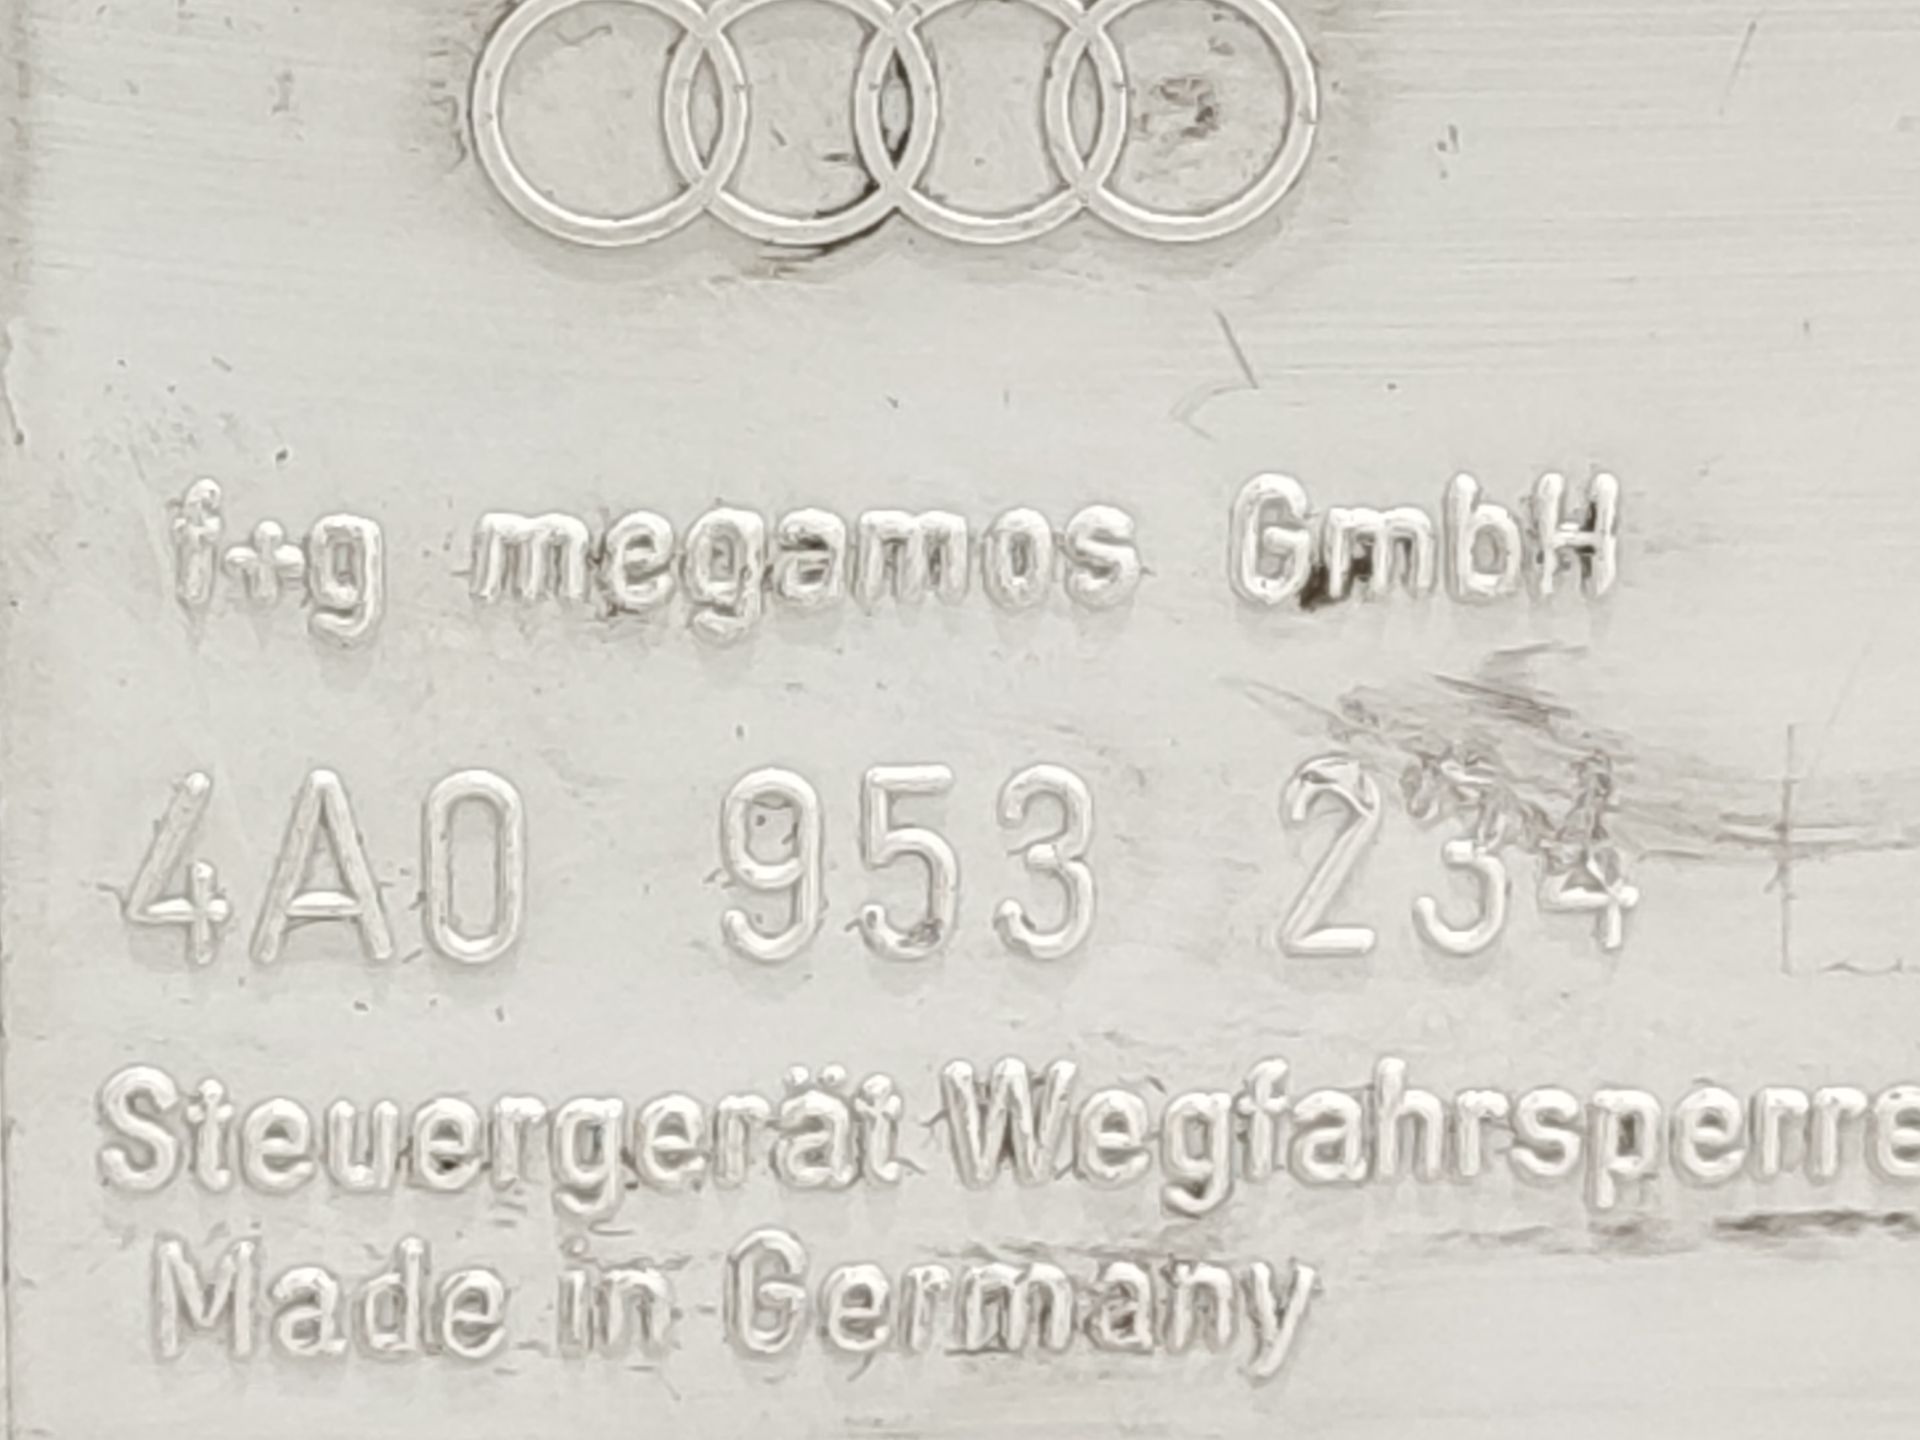 f+g megamos GmbH
4A0 953 234
Steuergerät Wegfahrsperre
Made in Germany